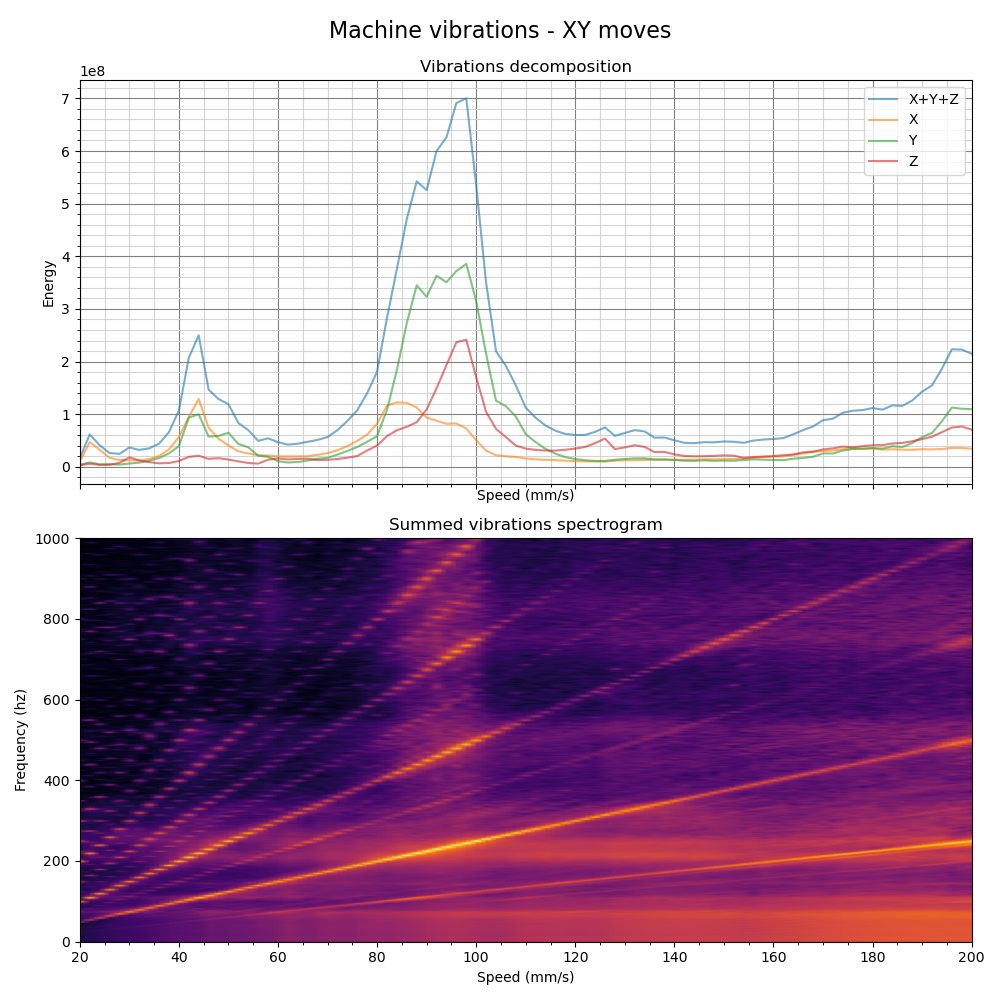 Machine vibrations - XY moves
Vibrations decomposition
1e8
7
6
5
4
3
2
1
0
Energy
X+Y+Z
X
Y
Z
Speed (mm/s)
Summed vibrations spectrogram
1000
800
600
400
200
0
Frequency (hz)
20 40 60 80 100 120 140 160 180 200
Speed (mm/s)